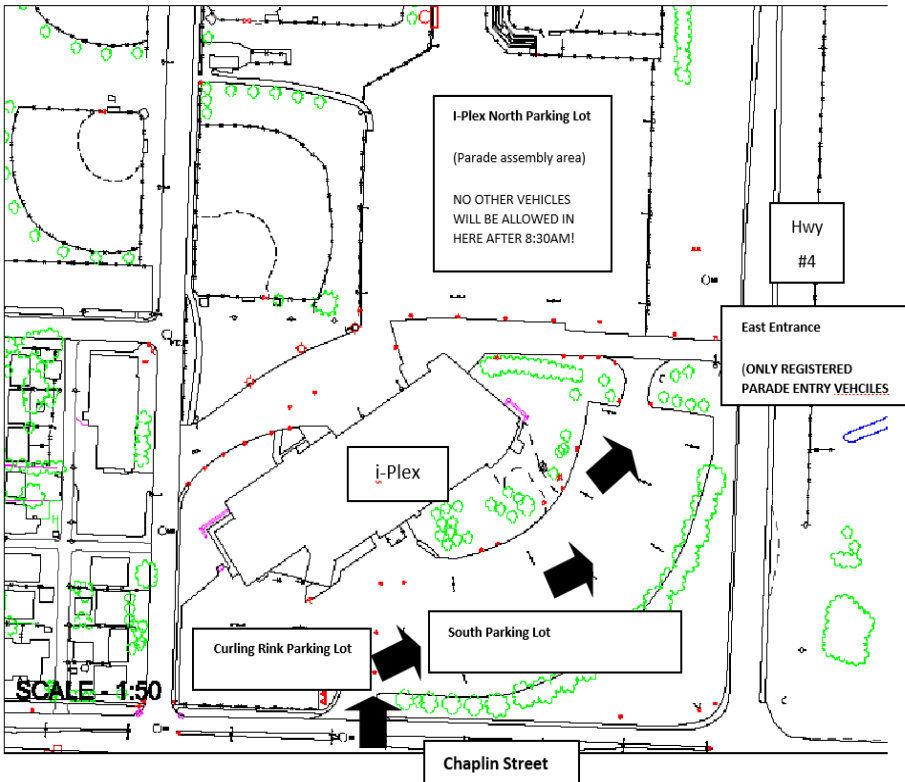 I-Plex North Parking Lot
(Parade assembly area)
NO OTHER VEHICLES
WILL BE ALLOWED IN
HERE AFTER 8:30AM!
Hwy
#4
East Entrance
(ONLY REGISTERED
PARADE ENTRY VEHCILES
i-Plex
Curling Rink Parking Lot
South Parking Lot
SCALE - 1:50
Chaplin Street